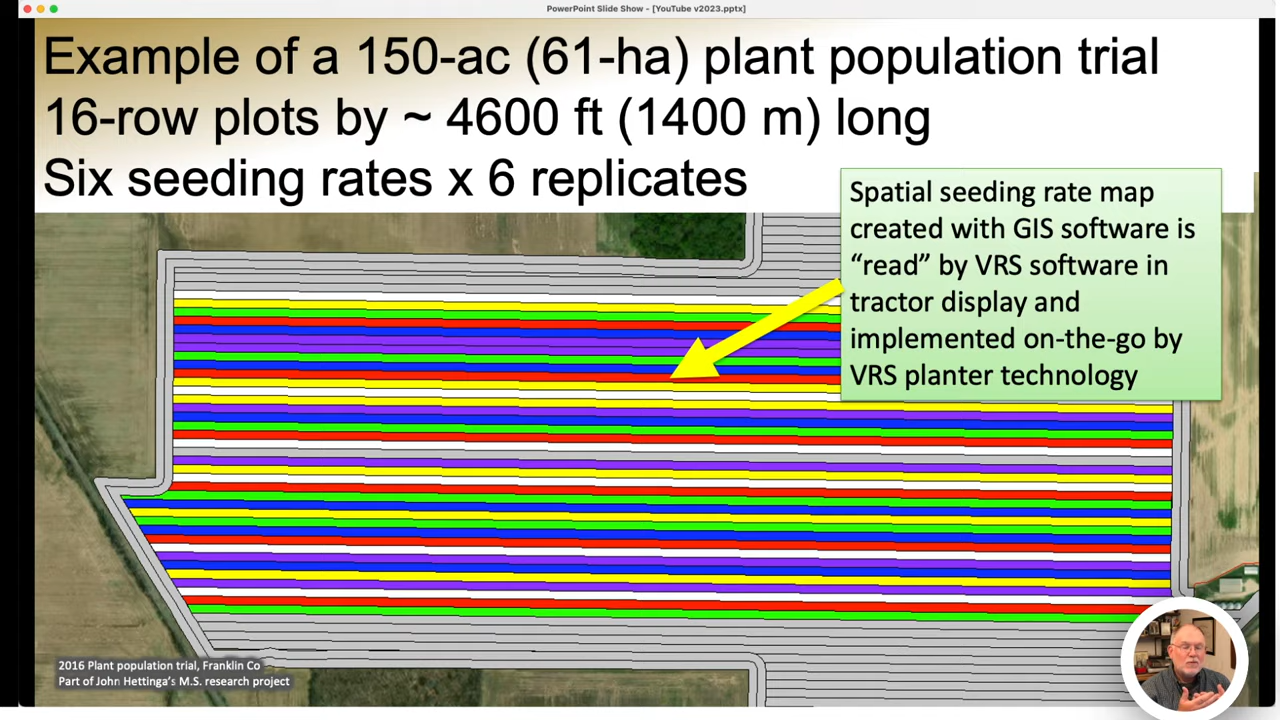 PowerPoint Slide Show - [YouTube v2023.pptx]
Example of a 150-ac (61-ha) plant population trial
16-row plots by ~ 4600 ft (1400 m) long
Six seeding rates x 6 replicates
Spatial seeding rate map
created with GIS software is
“read” by VRS software in
tractor display and
implemented on-the-go by
VRS planter technology
2016 Plant population trial, Franklin Co
Part of John Hettinga's M.S. research project